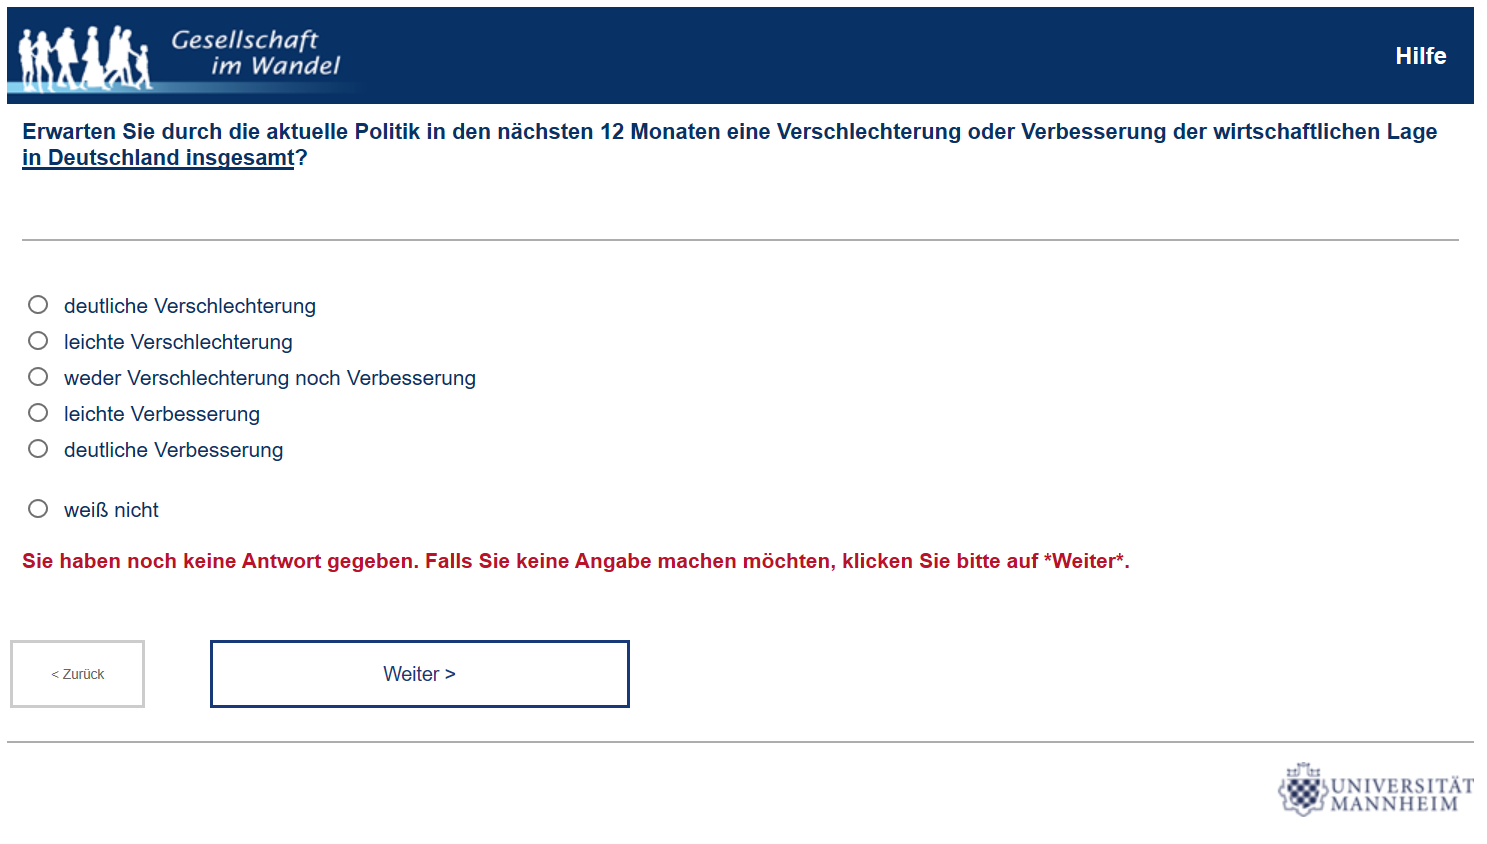 Gesellschaft
im Wandel
Hilfe
Erwarten Sie durch die aktuelle Politik in den nächsten 12 Monaten eine Verschlechterung oder Verbesserung der wirtschaftlichen Lage
in Deutschland insgesamt?
deutliche Verschlechterung
leichte Verschlechterung
weder Verschlechterung noch Verbesserung
leichte Verbesserung
deutliche Verbesserung
weiß nicht
Sie haben noch keine Antwort gegeben. Falls Sie keine Angabe machen möchten, klicken Sie bitte auf *Weiter*.
< Zurück
Weiter >
UNIVERSITÄT
MANNHEIM